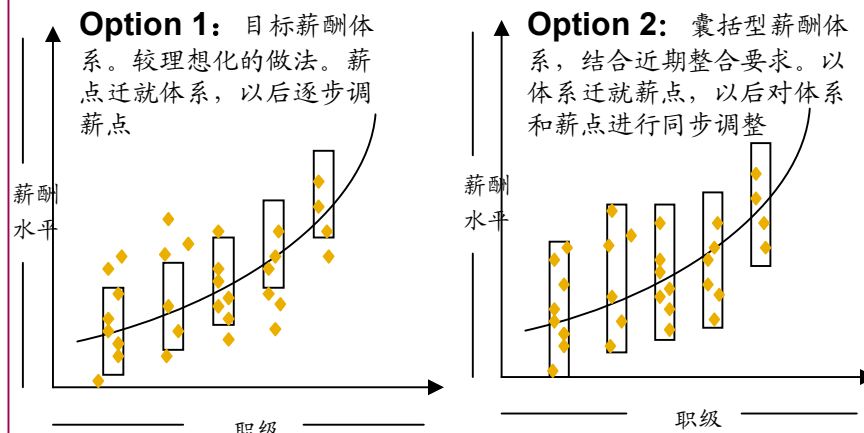 Option 1：目标薪酬体
系。较理想化的做法。薪
点迁就体系，以后逐步调
薪点
薪酬
水平
职级
Option 2: 囊括型薪酬体
系，结合近期整合要求。以
体系迁就薪点，以后对体系
和薪点进行同步调整
薪酬
水平
职级